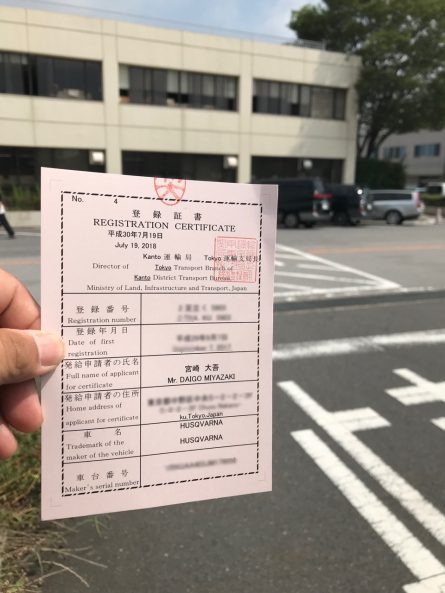 No. 4
登録証書
REGISTRATION CERTIFICATE
平成30年7月19日
July 19, 2018
Kanto 運輸局 Tokyo 運輸支局長
Director of Tokyo Transport Branch of
Kanto District Transport Bureau,
Ministry of Land, Infrastructure and Transport, Japan
登録番号
Registration number
登録年月日
Date of first
registration
発給申請者の氏名
Full name of applicant
for certificate
宮崎 大吾
Mr. DAIGO MIYAZAKI
発給申請者の住所
Home address of
applicant for certificate
ku,Tokyo,Japan
車名
Trademark of the
maker of the vehicle
HUSQVARNA
HUSQVARNA
車台番号
Maker's serial number